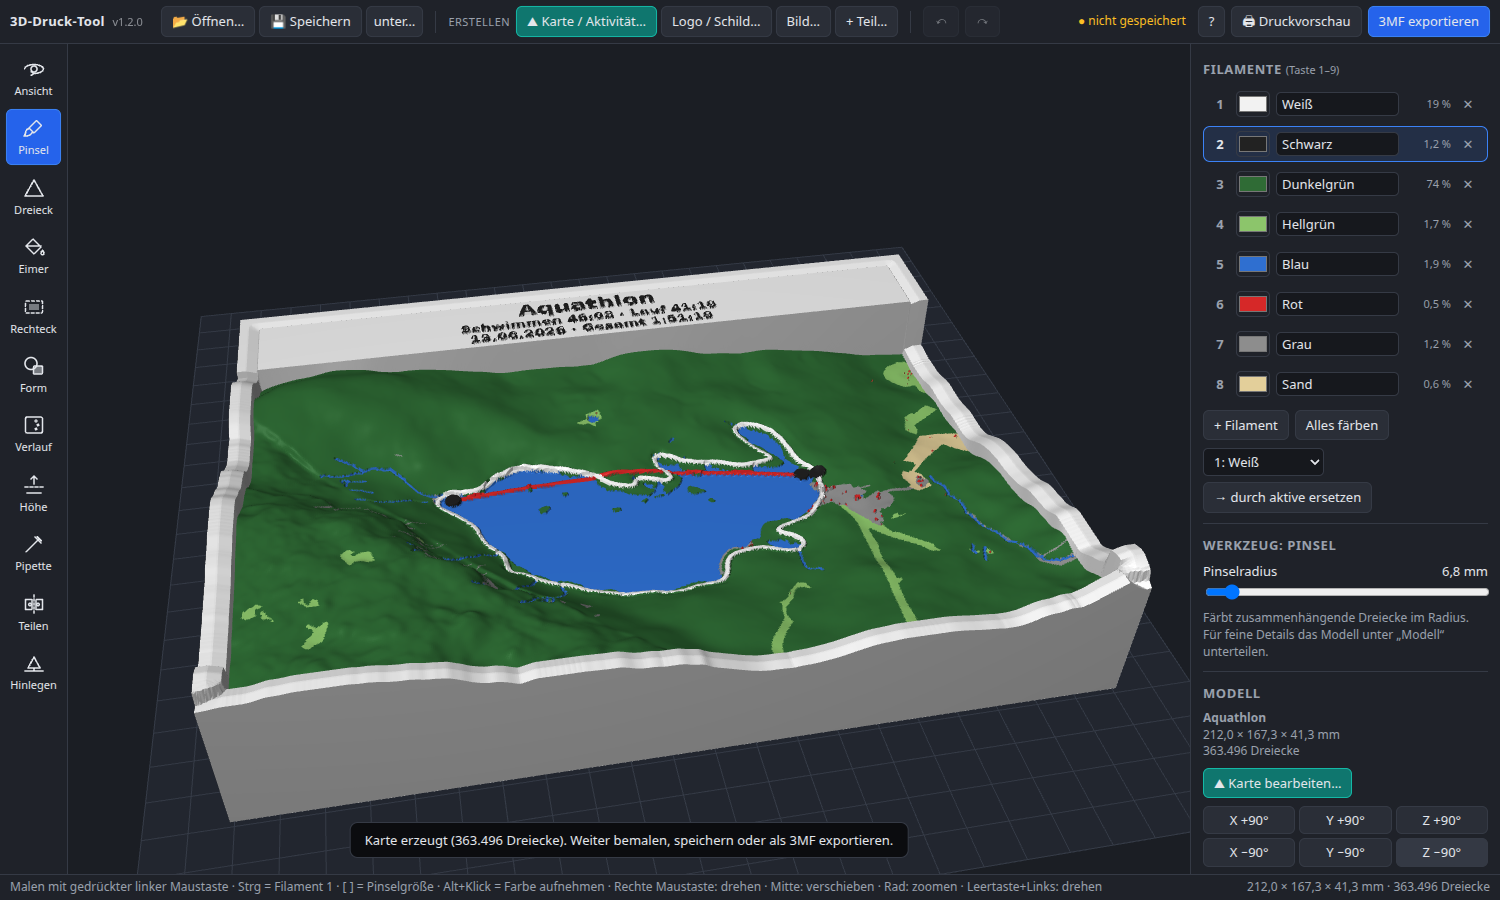 3D-Druck-Tool v1.2.0 Öffnen... Speichern unter... ERSTELLEN Karte / Aktivität... Logo / Schild... Bild... + Teil... ● nicht gespeichert ? Druckvorschau 3MF exportieren
Ansicht
Pinsel
Dreieck
Eimer
Rechteck
Form
Verlauf
Höhe
Pipette
Teilen
Hinlegen
Aquathlon
Schwimmen 46:02 · Lauf 41:19
13.06.2026 · Gesamt 1:51:19
Karte erzeugt (363.496 Dreiecke). Weiter bemalen, speichern oder als 3MF exportieren.
FILAMENTE (Taste 1–9)
1 Weiß 19 % ×
2 Schwarz 1,2 % ×
3 Dunkelgrün 74 % ×
4 Hellgrün 1,7 % ×
5 Blau 1,9 % ×
6 Rot 0,5 % ×
7 Grau 1,2 % ×
8 Sand 0,6 % ×
+ Filament Alles färben
1: Weiß
→ durch aktive ersetzen
WERKZEUG: PINSEL
Pinselradius 6,8 mm
Färbt zusammenhängende Dreiecke im Radius.
Für feine Details das Modell unter „Modell“
unterteilen.
MODELL
Aquathlon
212,0 × 167,3 × 41,3 mm
363.496 Dreiecke
Karte bearbeiten...
X +90° Y +90° Z +90°
X −90° Y −90° Z −90°
Malen mit gedrückter linker Maustaste · Strg = Filament 1 · [ ] = Pinselgröße · Alt+Klick = Farbe aufnehmen · Rechte Maustaste: drehen · Mitte: verschieben · Rad: zoomen · Leertaste+Links: drehen 212,0 × 167,3 × 41,3 mm · 363.496 Dreiecke